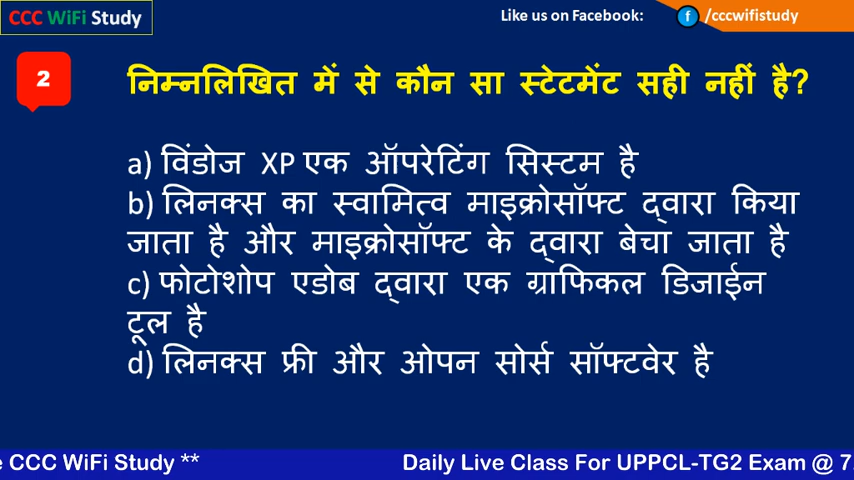 CCC WiFi Study
Like us on Facebook:
f /cccwifistudy
2
निम्नलिखित में से कौन सा स्टेटमेंट सही नहीं है?
a) विंडोज XP एक ऑपरेटिंग सिस्टम है
b) लिनक्स का स्वामित्व माइक्रोसॉफ्ट द्वारा किया
जाता है और माइक्रोसॉफ्ट के द्वारा बेचा जाता है
c) फोटोशोप एडोब द्वारा एक ग्राफिकल डिजाईन
टूल है
d) लिनक्स फ्री और ओपन सोर्स सॉफ्टवेर है
e CCC WiFi Study ** Daily Live Class For UPPCL-TG2 Exam @ 7